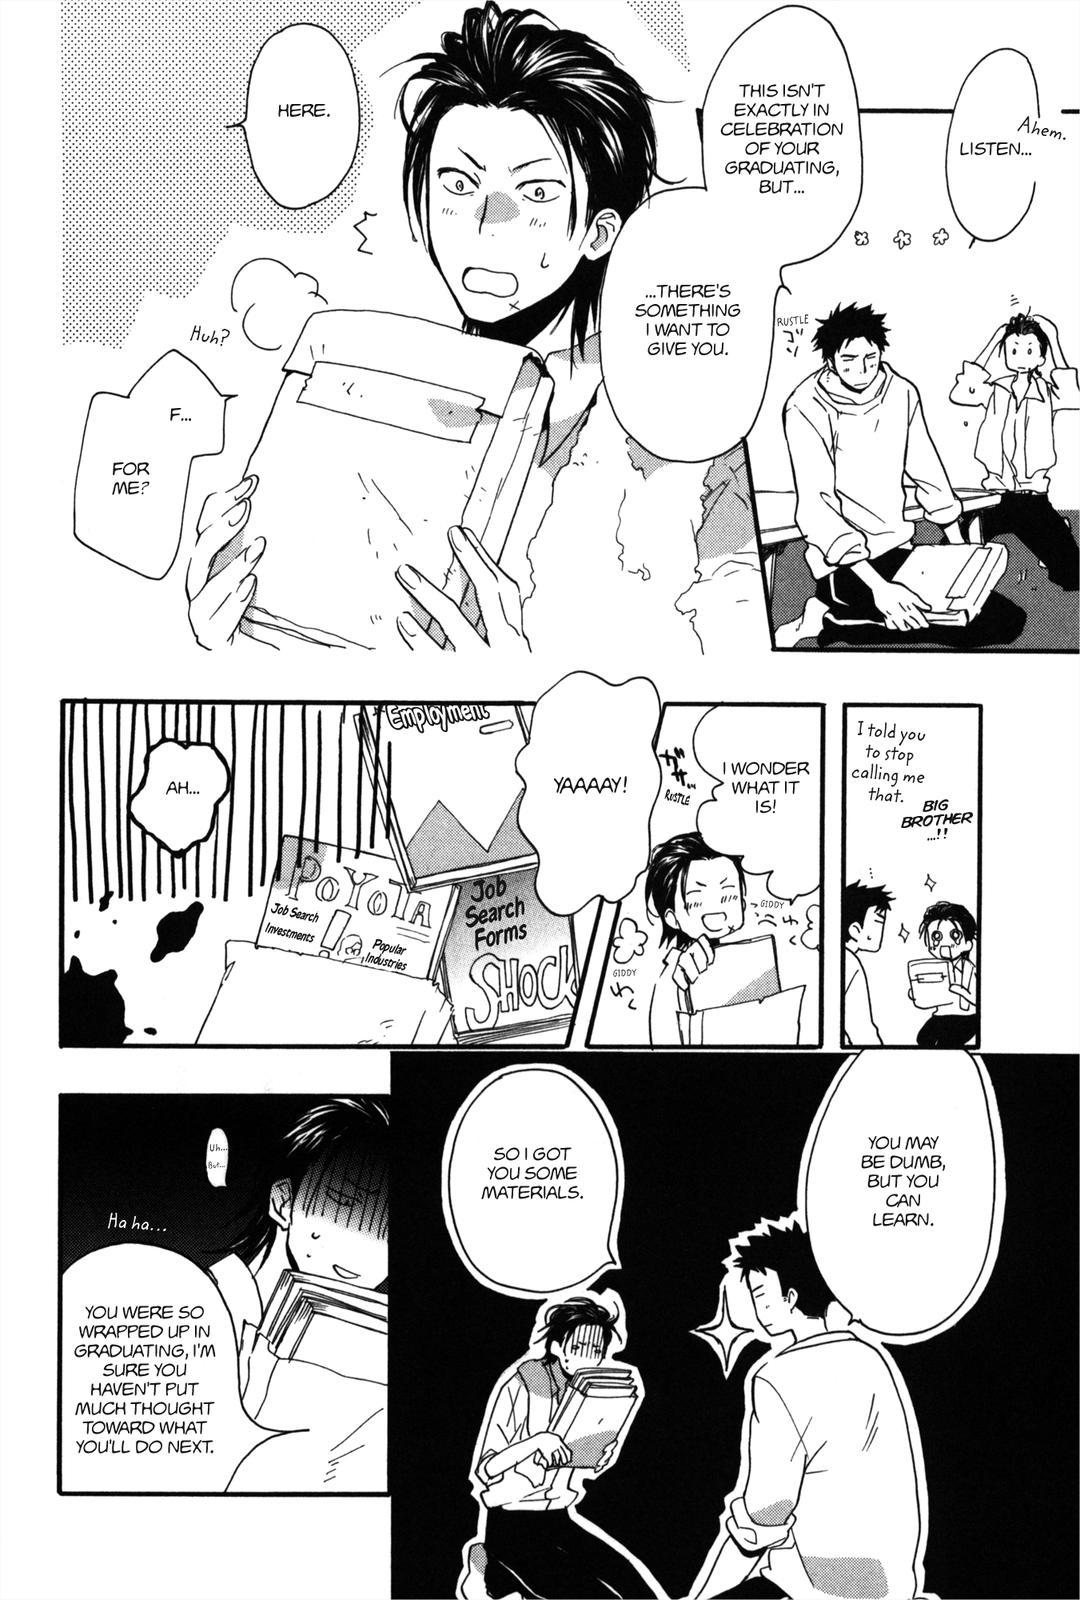 Ahem.
LISTEN...
THIS ISN'T
EXACTLY IN
CELEBRATION
OF YOUR
GRADUATING,
BUT...
...THERE'S
SOMETHING
I WANT TO
GIVE YOU.
RUSTLE
HERE.
Huh?
F...
FOR
ME?
I told you
to stop
calling me
that.
BIG
BROTHER
...!!
I WONDER
WHAT IT
IS!
RUSTLE
GIDDY
GIDDY
YAAAAY!
Employment
POYOTA
Job Search
Investments
Popular
Industries
Job
Search
Forms
SHOCK
AH...
YOU MAY
BE DUMB,
BUT YOU
CAN
LEARN.
SO I GOT
YOU SOME
MATERIALS.
Uh...
But...
Ha ha...
YOU WERE SO
WRAPPED UP IN
GRADUATING, I'M
SURE YOU
HAVEN'T PUT
MUCH THOUGHT
TOWARD WHAT
YOU'LL DO NEXT.